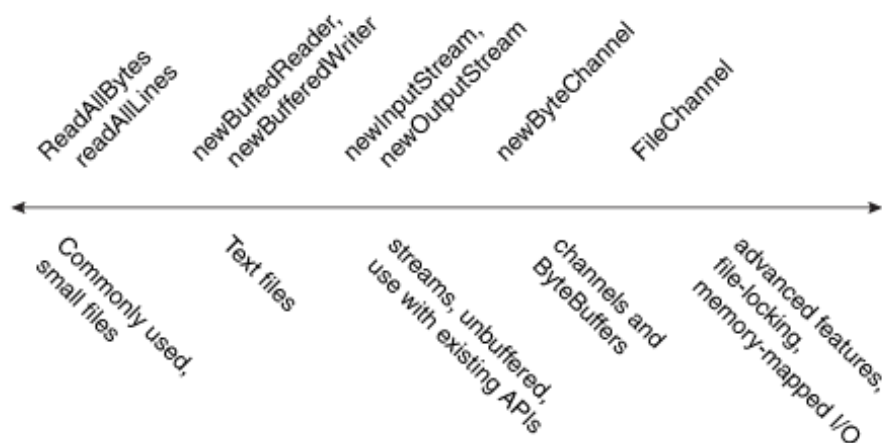 ReadAllBytes
readAllLines
newBuffedReader,
newBufferedWriter
newInputStream,
newOutputStream
newByteChannel
FileChannel
Commonly used,
small files
Text files
streams, unbuffered,
use with existing APIs
channels and
ByteBuffers
advanced features,
file-locking,
memory-mapped I/O